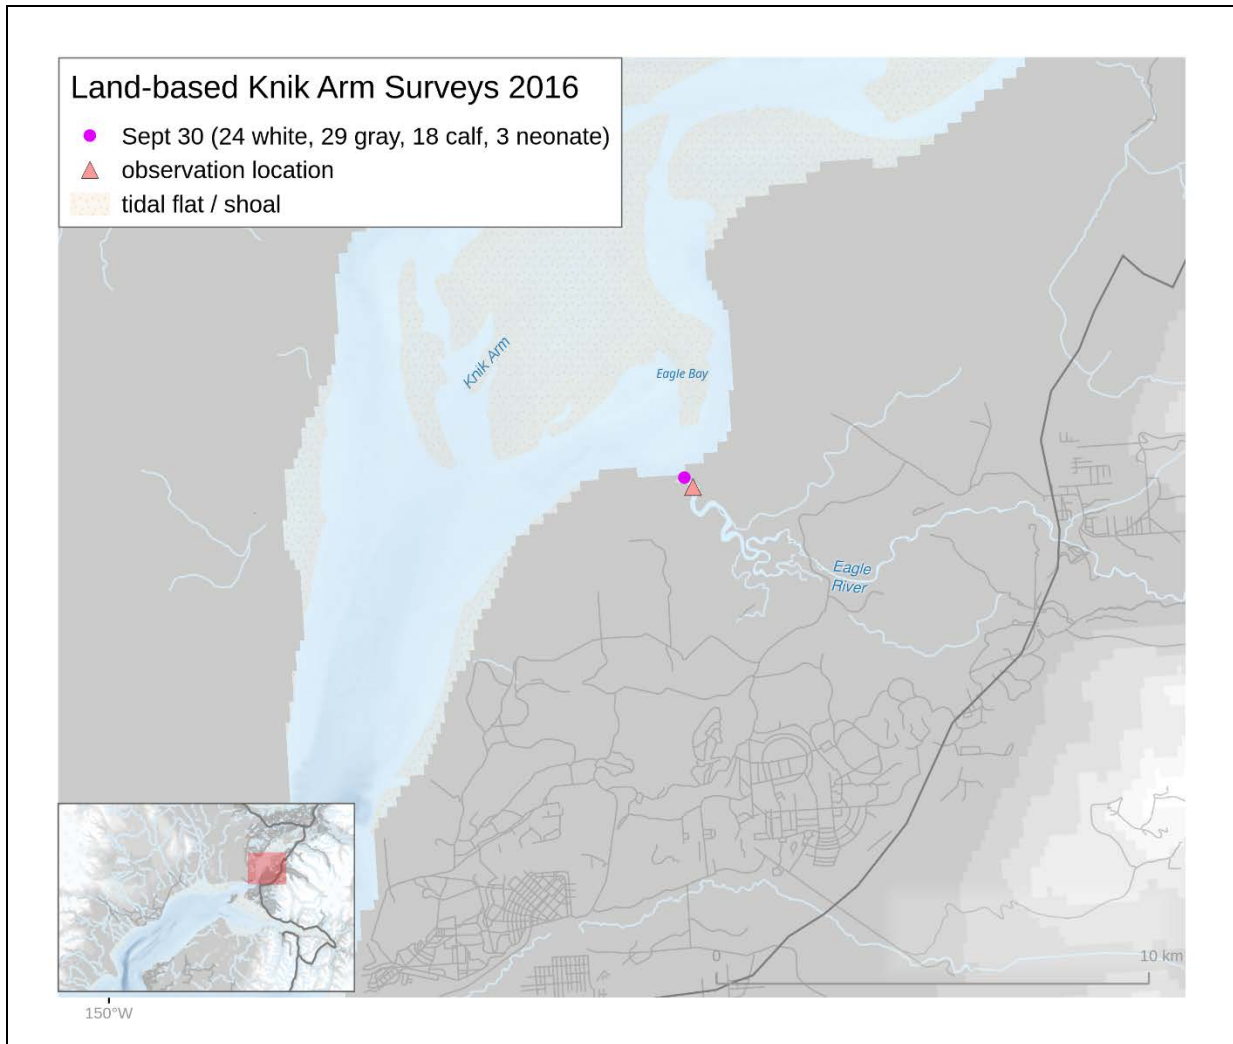 Land-based Knik Arm Surveys 2016
Sept 30 (24 white, 29 gray, 18 calf, 3 neonate)
observation location
tidal flat / shoal
Knik Arm
Eagle Bay
Eagle
River
0
10 km
150°W